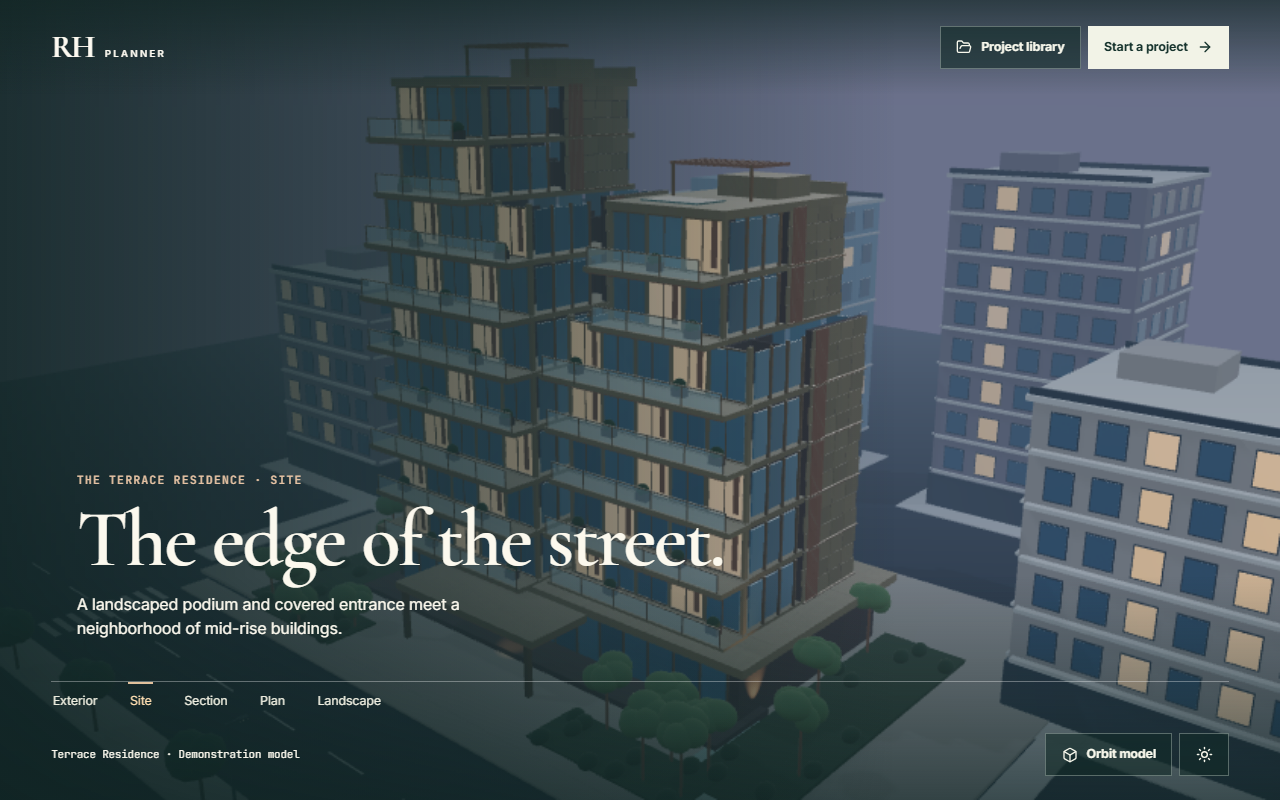 RH PLANNER
Project library
Start a project
THE TERRACE RESIDENCE · SITE
The edge of the street.
A landscaped podium and covered entrance meet a
neighborhood of mid-rise buildings.
Exterior
Site
Section
Plan
Landscape
Terrace Residence · Demonstration model
Orbit model